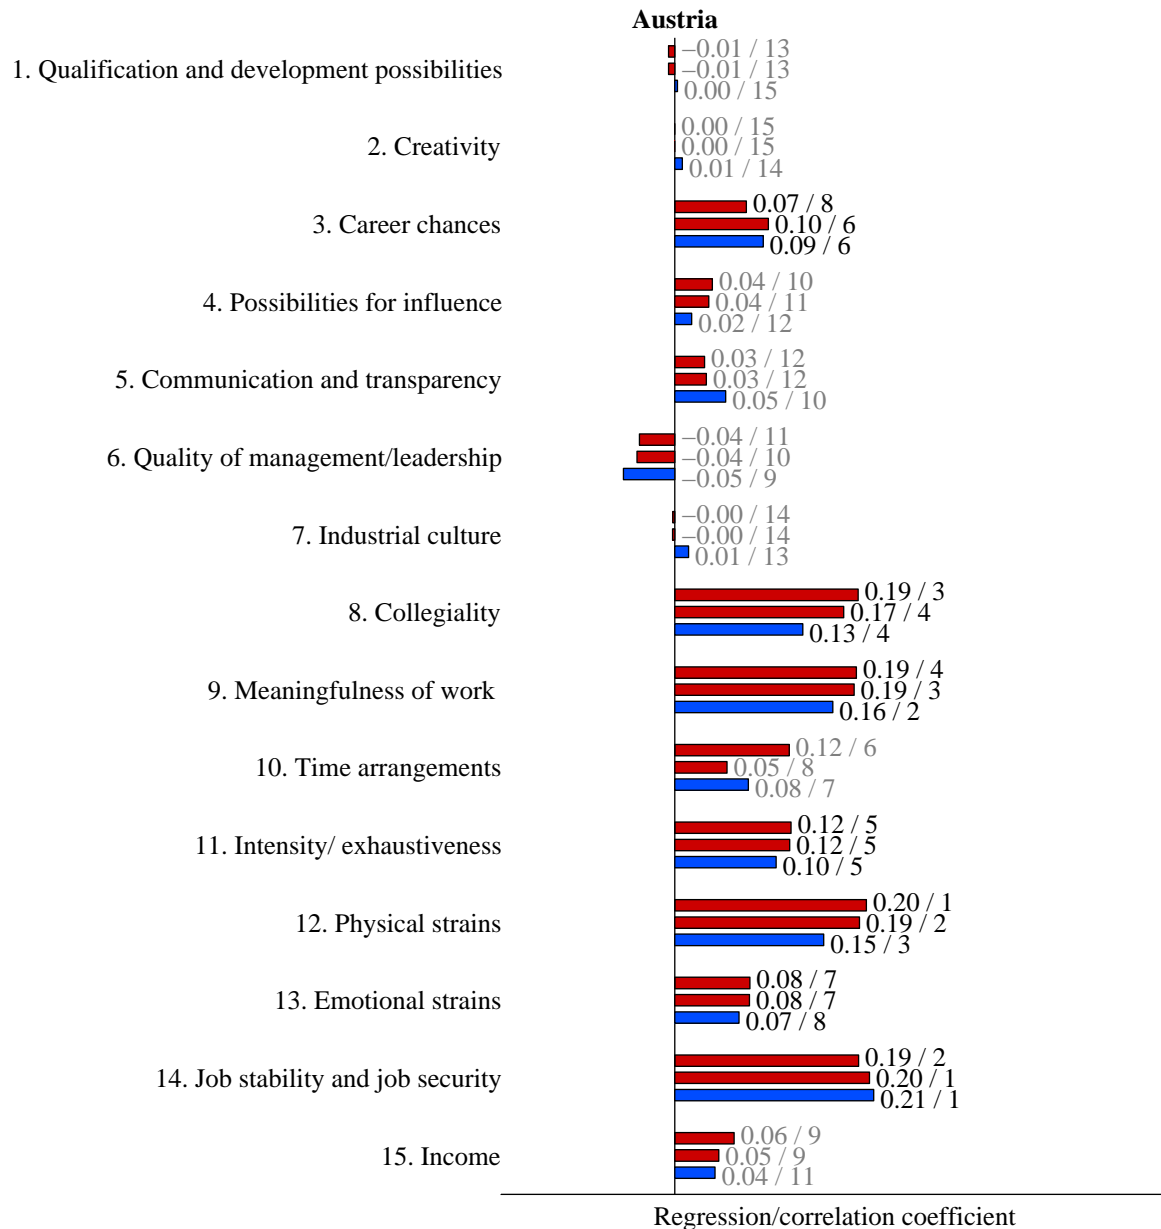 Austria
–0.01 / 13
1. Qualification and development possibilities
–0.01 / 13
0.00 / 15
0.00 / 15
2. Creativity
0.00 / 15
0.01 / 14
0.07 / 8
3. Career chances
0.10 / 6
0.09 / 6
0.04 / 10
4. Possibilities for influence
0.04 / 11
0.02 / 12
0.03 / 12
5. Communication and transparency
0.03 / 12
0.05 / 10
–0.04 / 11
6. Quality of management/leadership
–0.04 / 10
–0.05 / 9
–0.00 / 14
7. Industrial culture
–0.00 / 14
0.01 / 13
0.19 / 3
8. Collegiality
0.17 / 4
0.13 / 4
0.19 / 4
9. Meaningfulness of work
0.19 / 3
0.16 / 2
0.12 / 6
10. Time arrangements
0.05 / 8
0.08 / 7
0.12 / 5
11. Intensity/ exhaustiveness
0.12 / 5
0.10 / 5
0.20 / 1
12. Physical strains
0.19 / 2
0.15 / 3
0.08 / 7
13. Emotional strains
0.08 / 7
0.07 / 8
0.19 / 2
14. Job stability and job security
0.20 / 1
0.21 / 1
0.06 / 9
15. Income
0.05 / 9
0.04 / 11
Regression/correlation coefficient